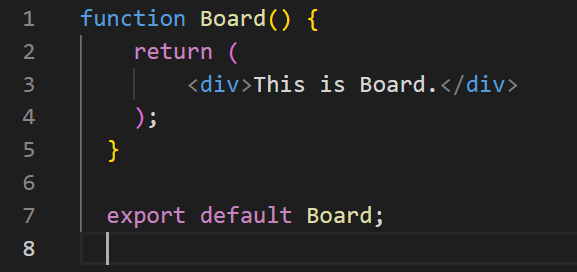 1 function Board() {
2 return (
3 <div>This is Board.</div>
4 );
5 }
6
7 export default Board;
8